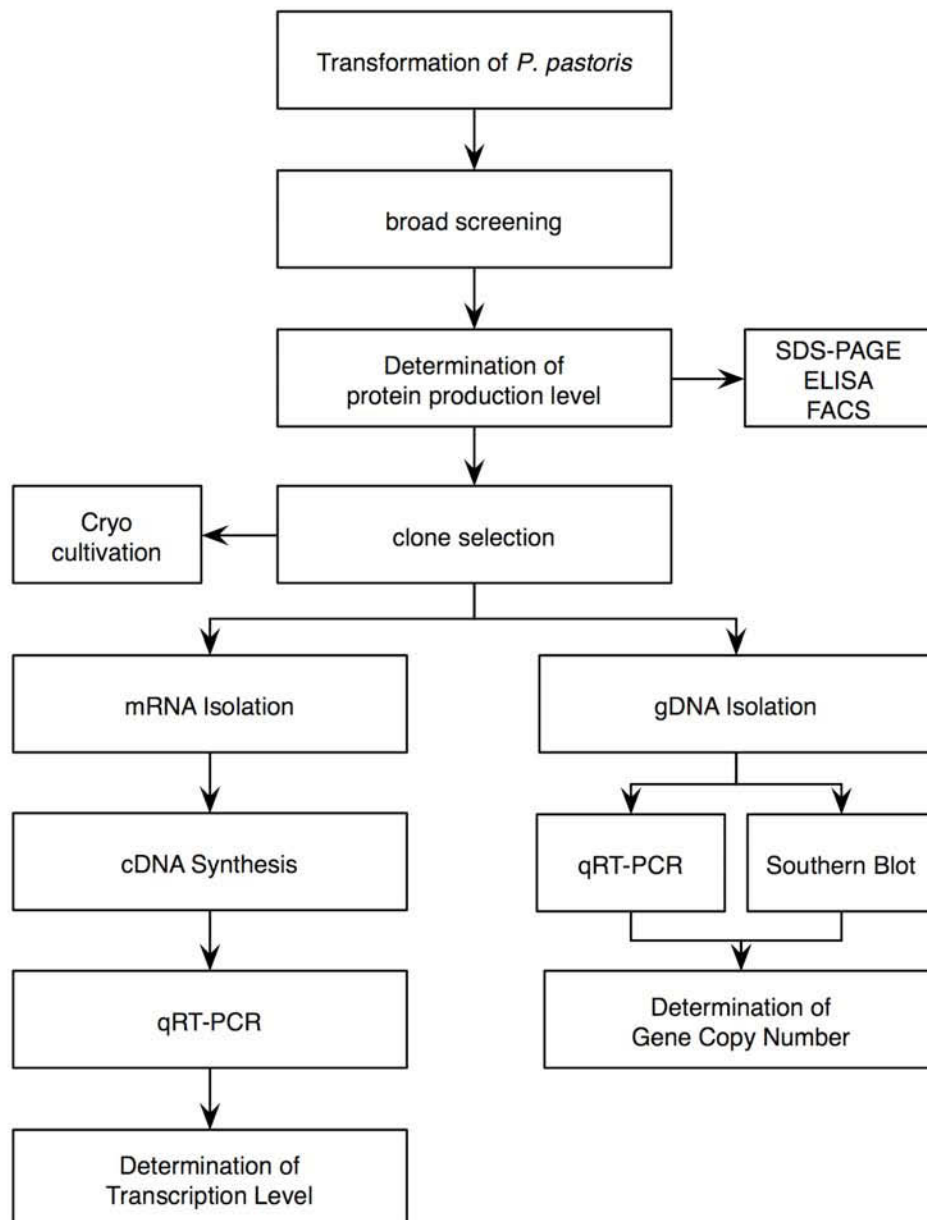 Transformation of P. pastoris
broad screening
Determination of
protein production level
SDS-PAGE
ELISA
FACS
Cryo
cultivation
clone selection
mRNA Isolation
gDNA Isolation
cDNA Synthesis
qRT-PCR
Southern Blot
qRT-PCR
Determination of
Gene Copy Number
Determination of
Transcription Level